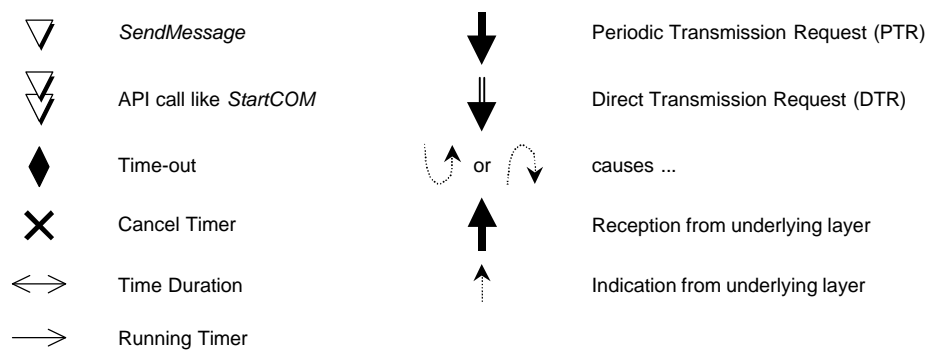 SendMessage
Periodic Transmission Request (PTR)
API call like StartCOM
Direct Transmission Request (DTR)
Time-out
or
causes ...
Cancel Timer
Reception from underlying layer
Time Duration
Indication from underlying layer
Running Timer